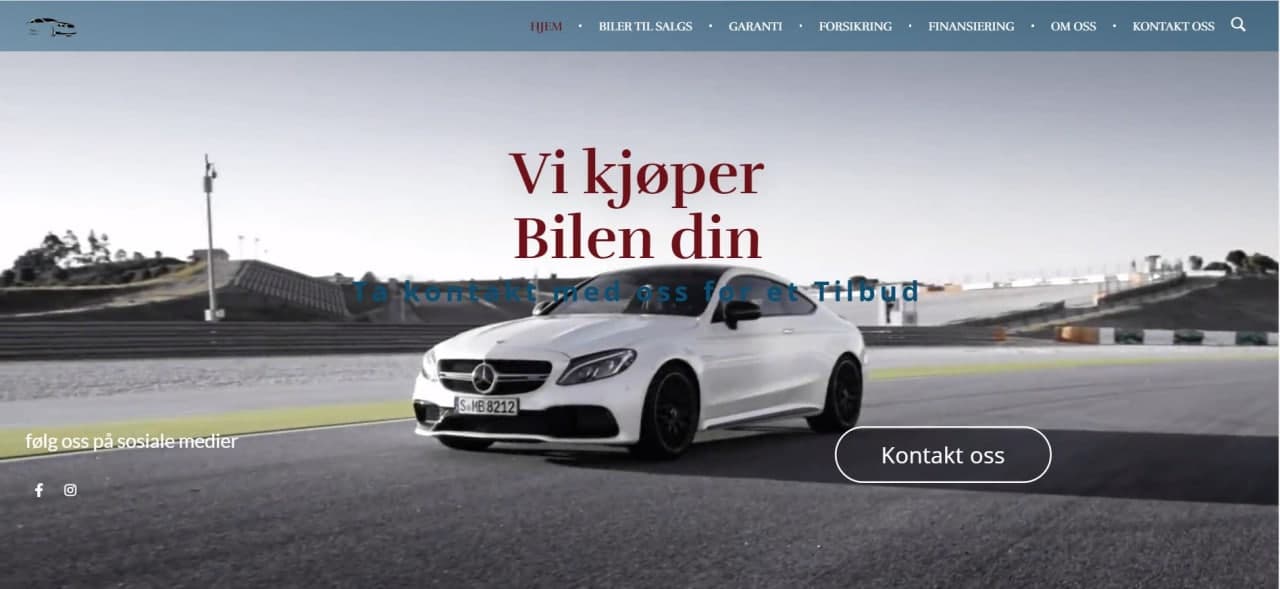 HJEM • BILER TIL SALGS • GARANTI • FORSIKRING • FINANSIERING • OM OSS • KONTAKT OSS
Vi kjøper
Bilen din
Ta kontakt med oss for et Tilbud
S MB 8212
følg oss på sosiale medier
Kontakt oss